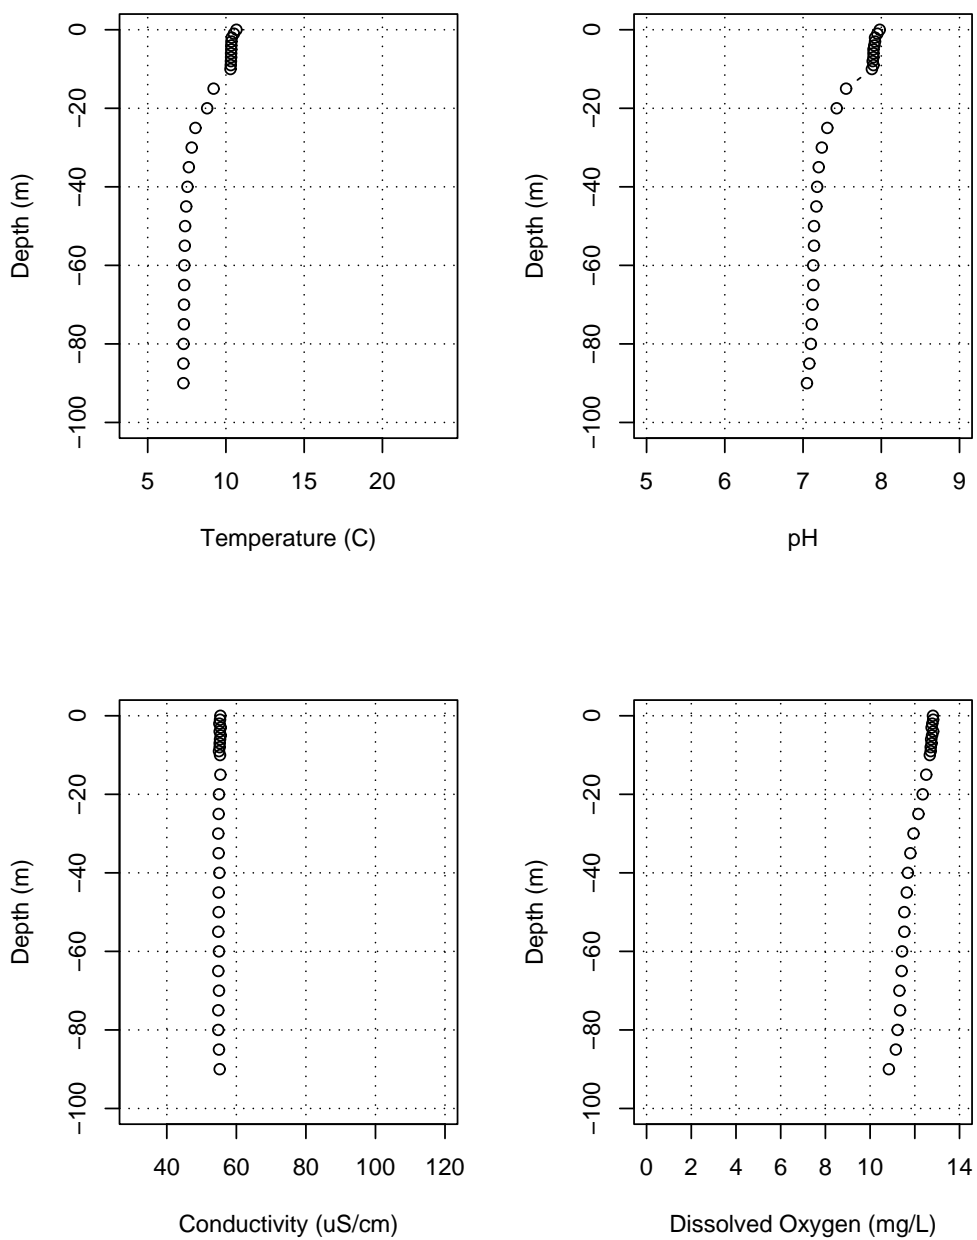 0
−20
−40
−60
−80
−100
Depth (m)
5 10 15 20
Temperature (C)
0
−20
−40
−60
−80
−100
Depth (m)
5 6 7 8 9
pH
0
−20
−40
−60
−80
−100
Depth (m)
40 60 80 100 120
Conductivity (uS/cm)
0
−20
−40
−60
−80
−100
Depth (m)
0 2 4 6 8 10 14
Dissolved Oxygen (mg/L)